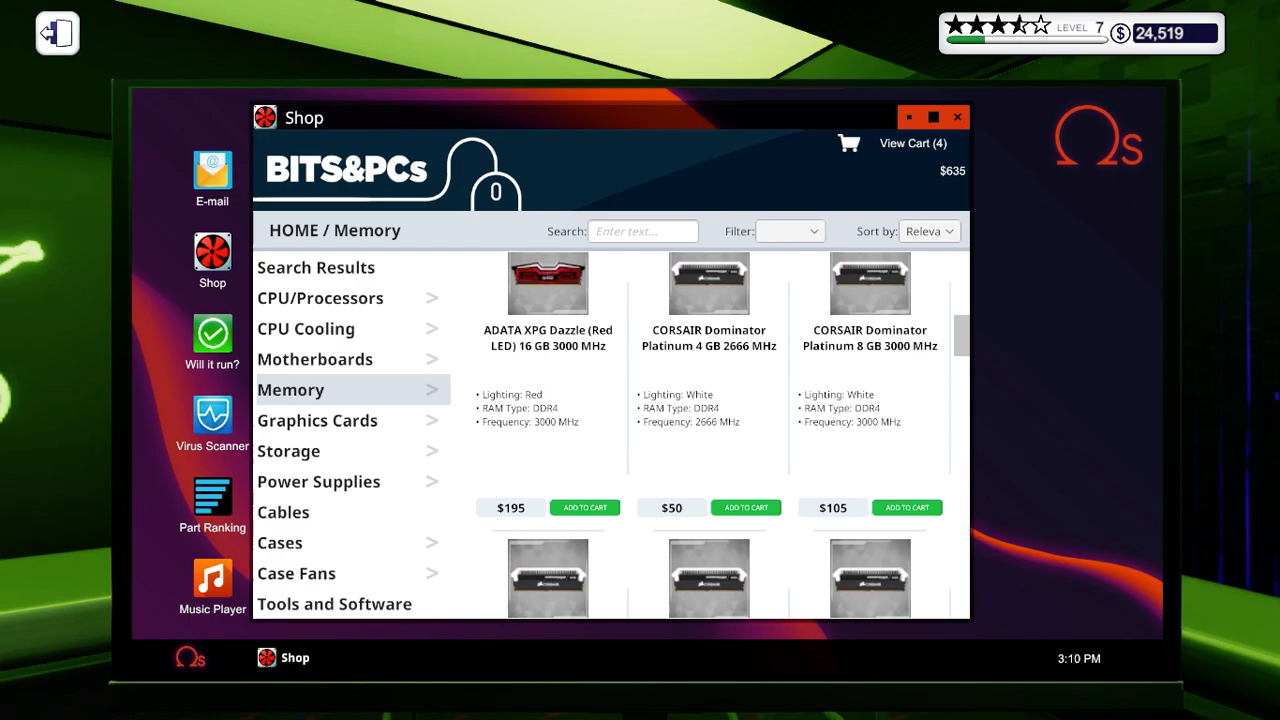 LEVEL 7
$ 24,519
Shop
BITS&PCs
View Cart (4)
$635
HOME / Memory
Search:
Enter text...
Filter:
Sort by:
Releva
E-mail
Shop
Will it run?
Virus Scanner
Part Ranking
Music Player
Search Results
CPU/Processors >
CPU Cooling >
Motherboards >
Memory >
Graphics Cards >
Storage >
Power Supplies >
Cables
Cases >
Case Fans >
Tools and Software
ADATA XPG Dazzle (Red
LED) 16 GB 3000 MHz
• Lighting: Red
• RAM Type: DDR4
• Frequency: 3000 MHz
$195
ADD TO CART
CORSAIR Dominator
Platinum 4 GB 2666 MHz
• Lighting: White
• RAM Type: DDR4
• Frequency: 2666 MHz
$50
ADD TO CART
CORSAIR Dominator
Platinum 8 GB 3000 MHz
• Lighting: White
• RAM Type: DDR4
• Frequency: 3000 MHz
$105
ADD TO CART
Ωs
Ωs
Shop
3:10 PM